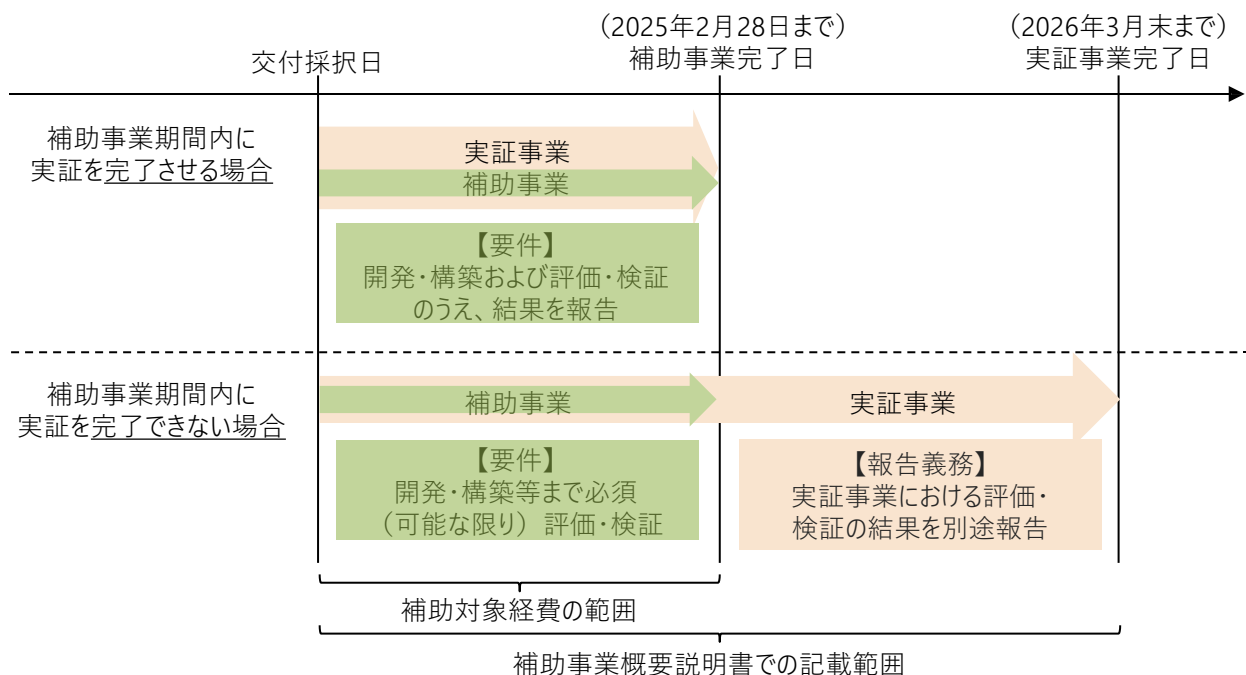 (2025年2月28日まで)
補助事業完了日
(2026年3月末まで)
実証事業完了日
交付採択日
補助事業期間内に
実証を完了させる場合
実証事業
補助事業
【要件】
開発・構築および評価・検証
のうえ、結果を報告
補助事業期間内に
実証を完了できない場合
補助事業
実証事業
【要件】
開発・構築等まで必須
(可能な限り) 評価・検証
【報告義務】
実証事業における評価・
検証の結果を別途報告
補助対象経費の範囲
補助事業概要説明書での記載範囲